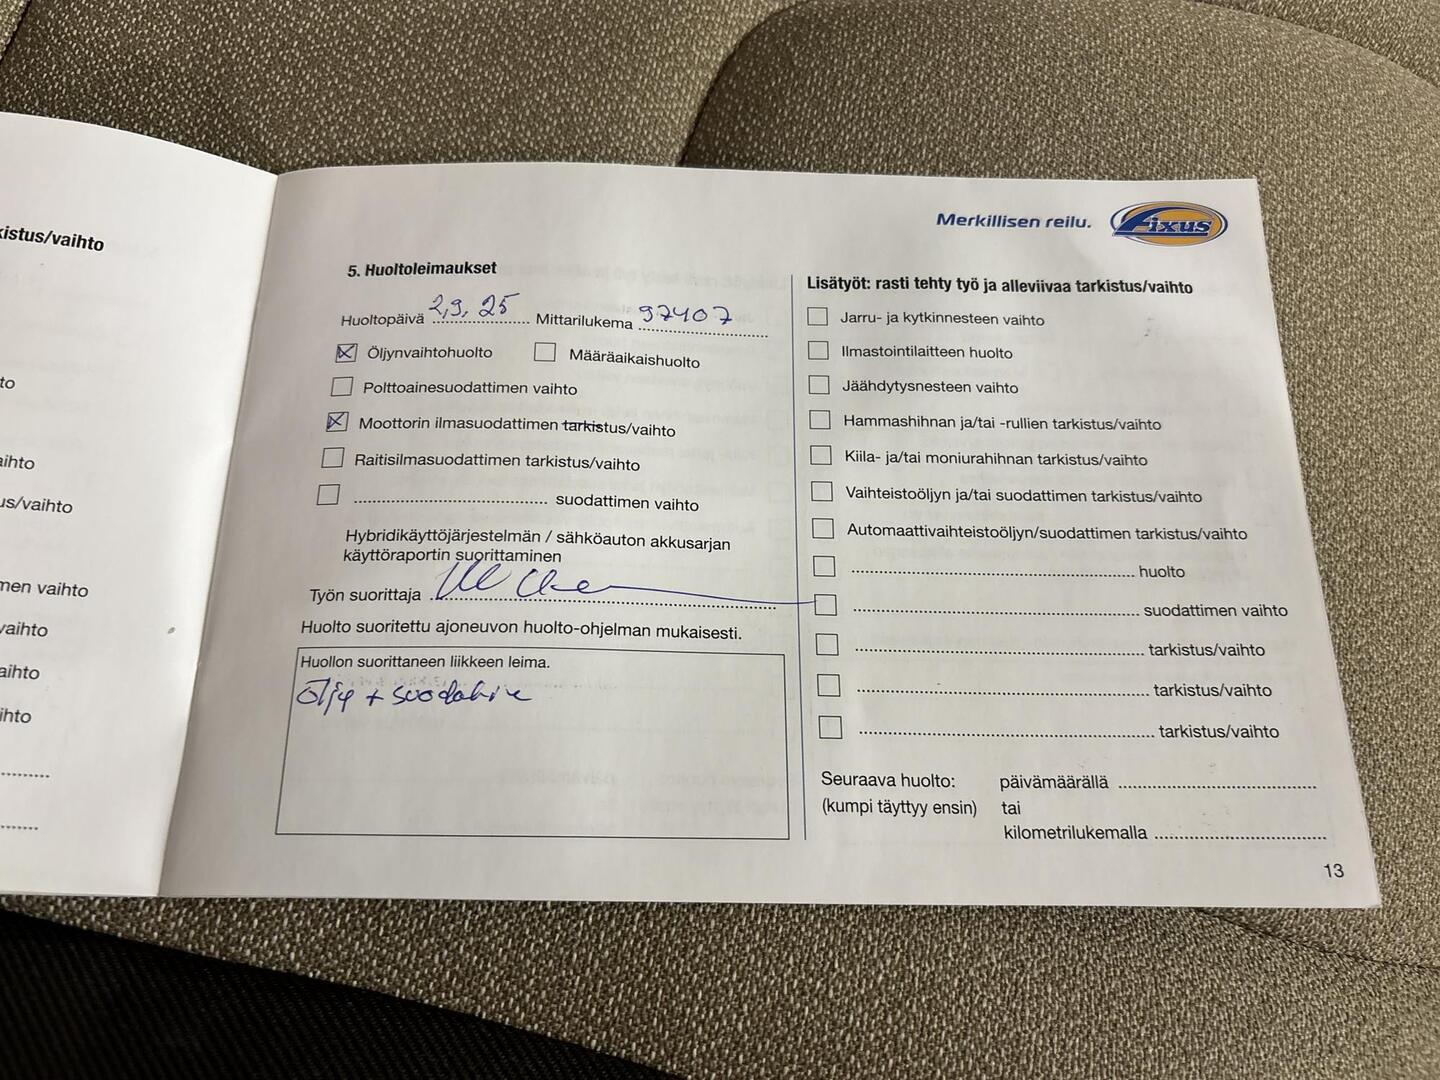 kistus/vaihto
to
aihto
us/vaihto
men vaihto
vaihto
aihto
ihto
Merkillisen reilu. Fixus
5. Huoltoleimaukset
Huoltopäivä 2,9, 25 Mittarilukema 97407
Öljynvaihtohuolto Määräaikaishuolto
Polttoainesuodattimen vaihto
Moottorin ilmasuodattimen tarkistus/vaihto
Raitisilmasuodattimen tarkistus/vaihto
suodattimen vaihto
Hybridikäyttöjärjestelmän / sähköauton akkusarjan
käyttöraportin suorittaminen
Työn suorittaja
Huolto suoritettu ajoneuvon huolto-ohjelman mukaisesti.
Huollon suorittaneen liikkeen leima.
Öljy + suodatin
Lisätyöt: rasti tehty työ ja alleviivaa tarkistus/vaihto
Jarru- ja kytkinnesteen vaihto
Ilmastointilaitteen huolto
Jäähdytysnesteen vaihto
Hammashihnan ja/tai -rullien tarkistus/vaihto
Kiila- ja/tai moniurahihnan tarkistus/vaihto
Vaihteistoöljyn ja/tai suodattimen tarkistus/vaihto
Automaattivaihteistoöljyn/suodattimen tarkistus/vaihto
huolto
suodattimen vaihto
tarkistus/vaihto
tarkistus/vaihto
tarkistus/vaihto
Seuraava huolto: päivämäärällä
(kumpi täyttyy ensin) tai
kilometrilukemalla
13